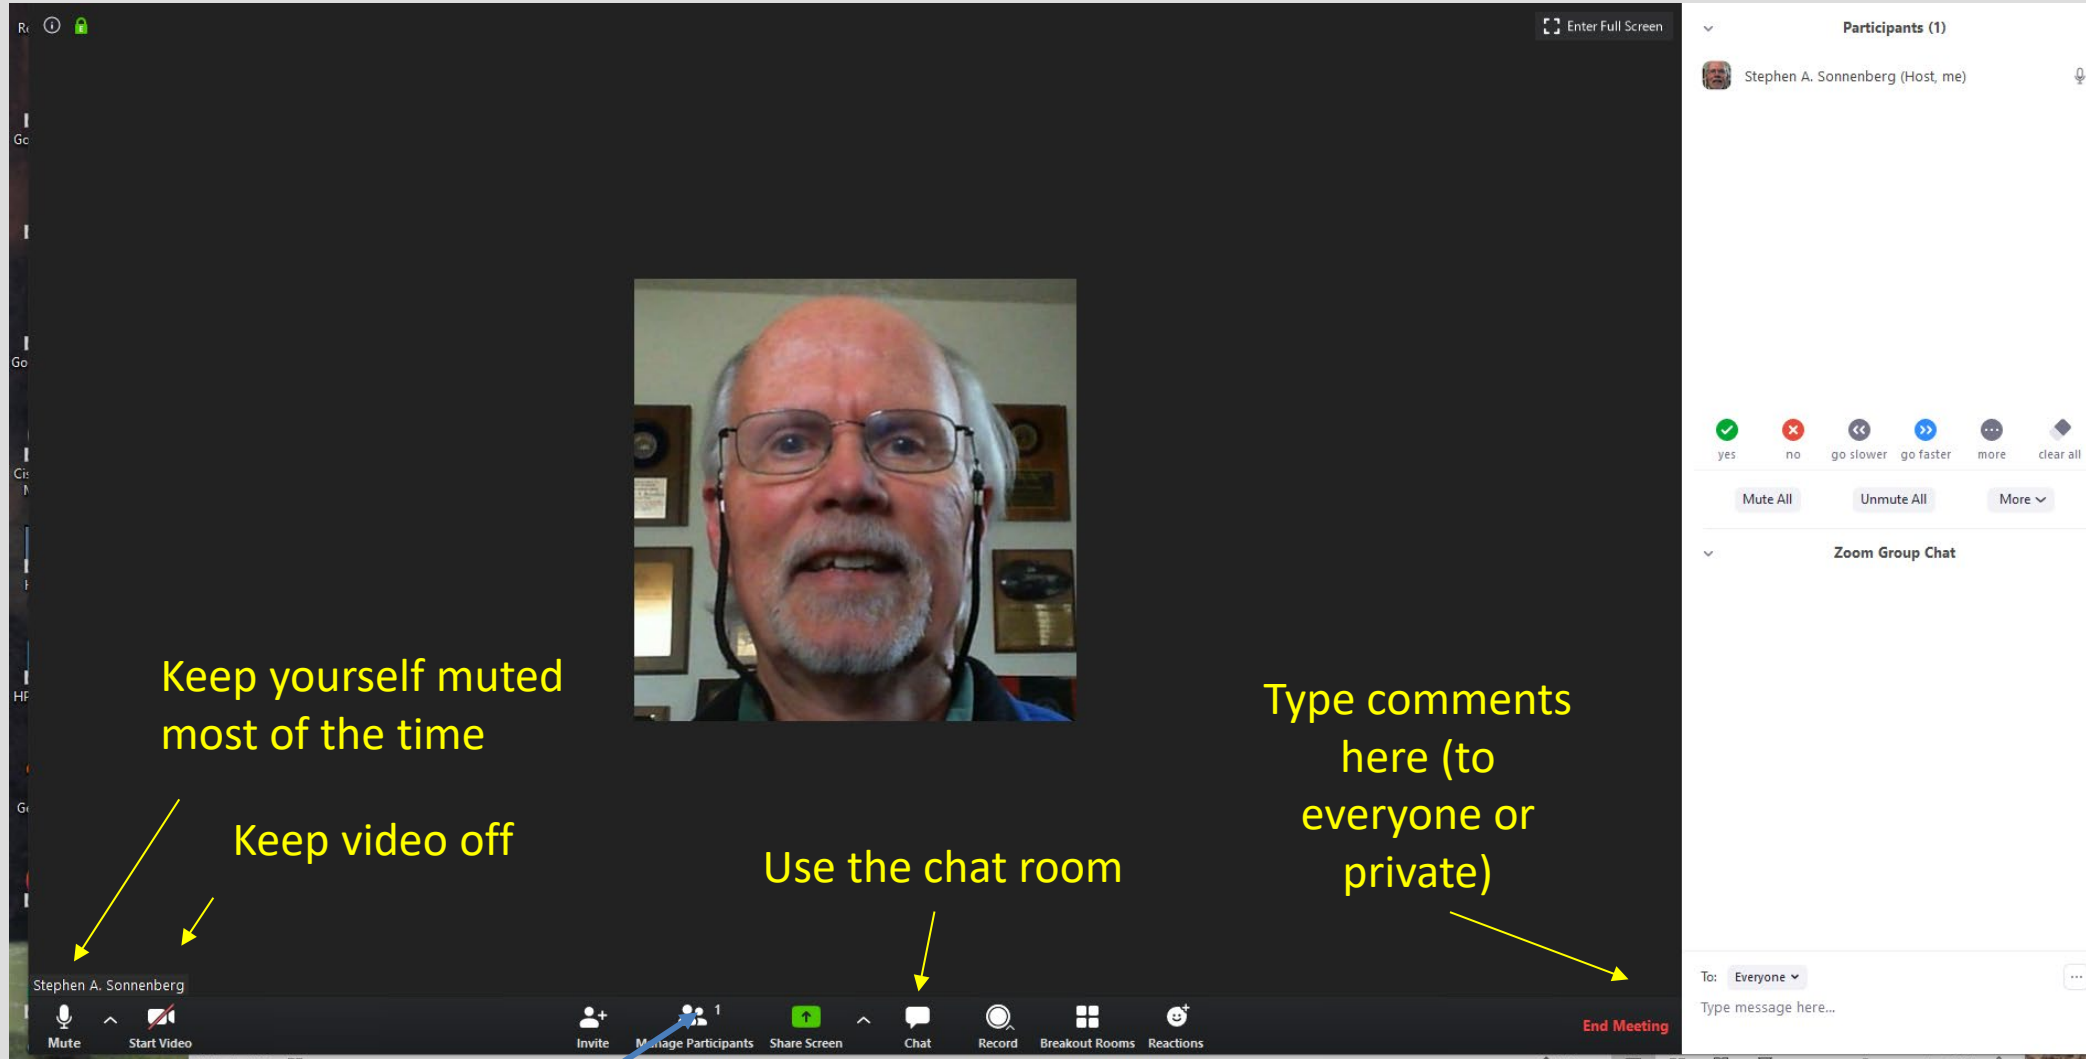 Enter Full Screen
Participants (1)
Stephen A. Sonnenberg (Host, me)
yes
no
go slower
go faster
more
clear all
Mute All
Unmute All
More
Zoom Group Chat
Keep yourself muted
most of the time
Keep video off
Use the chat room
Type comments
here (to
everyone or
private)
Stephen A. Sonnenberg
Mute
Start Video
Invite
1
Manage Participants
Share Screen
Chat
Record
Breakout Rooms
Reactions
End Meeting
To: Everyone
Type message here...